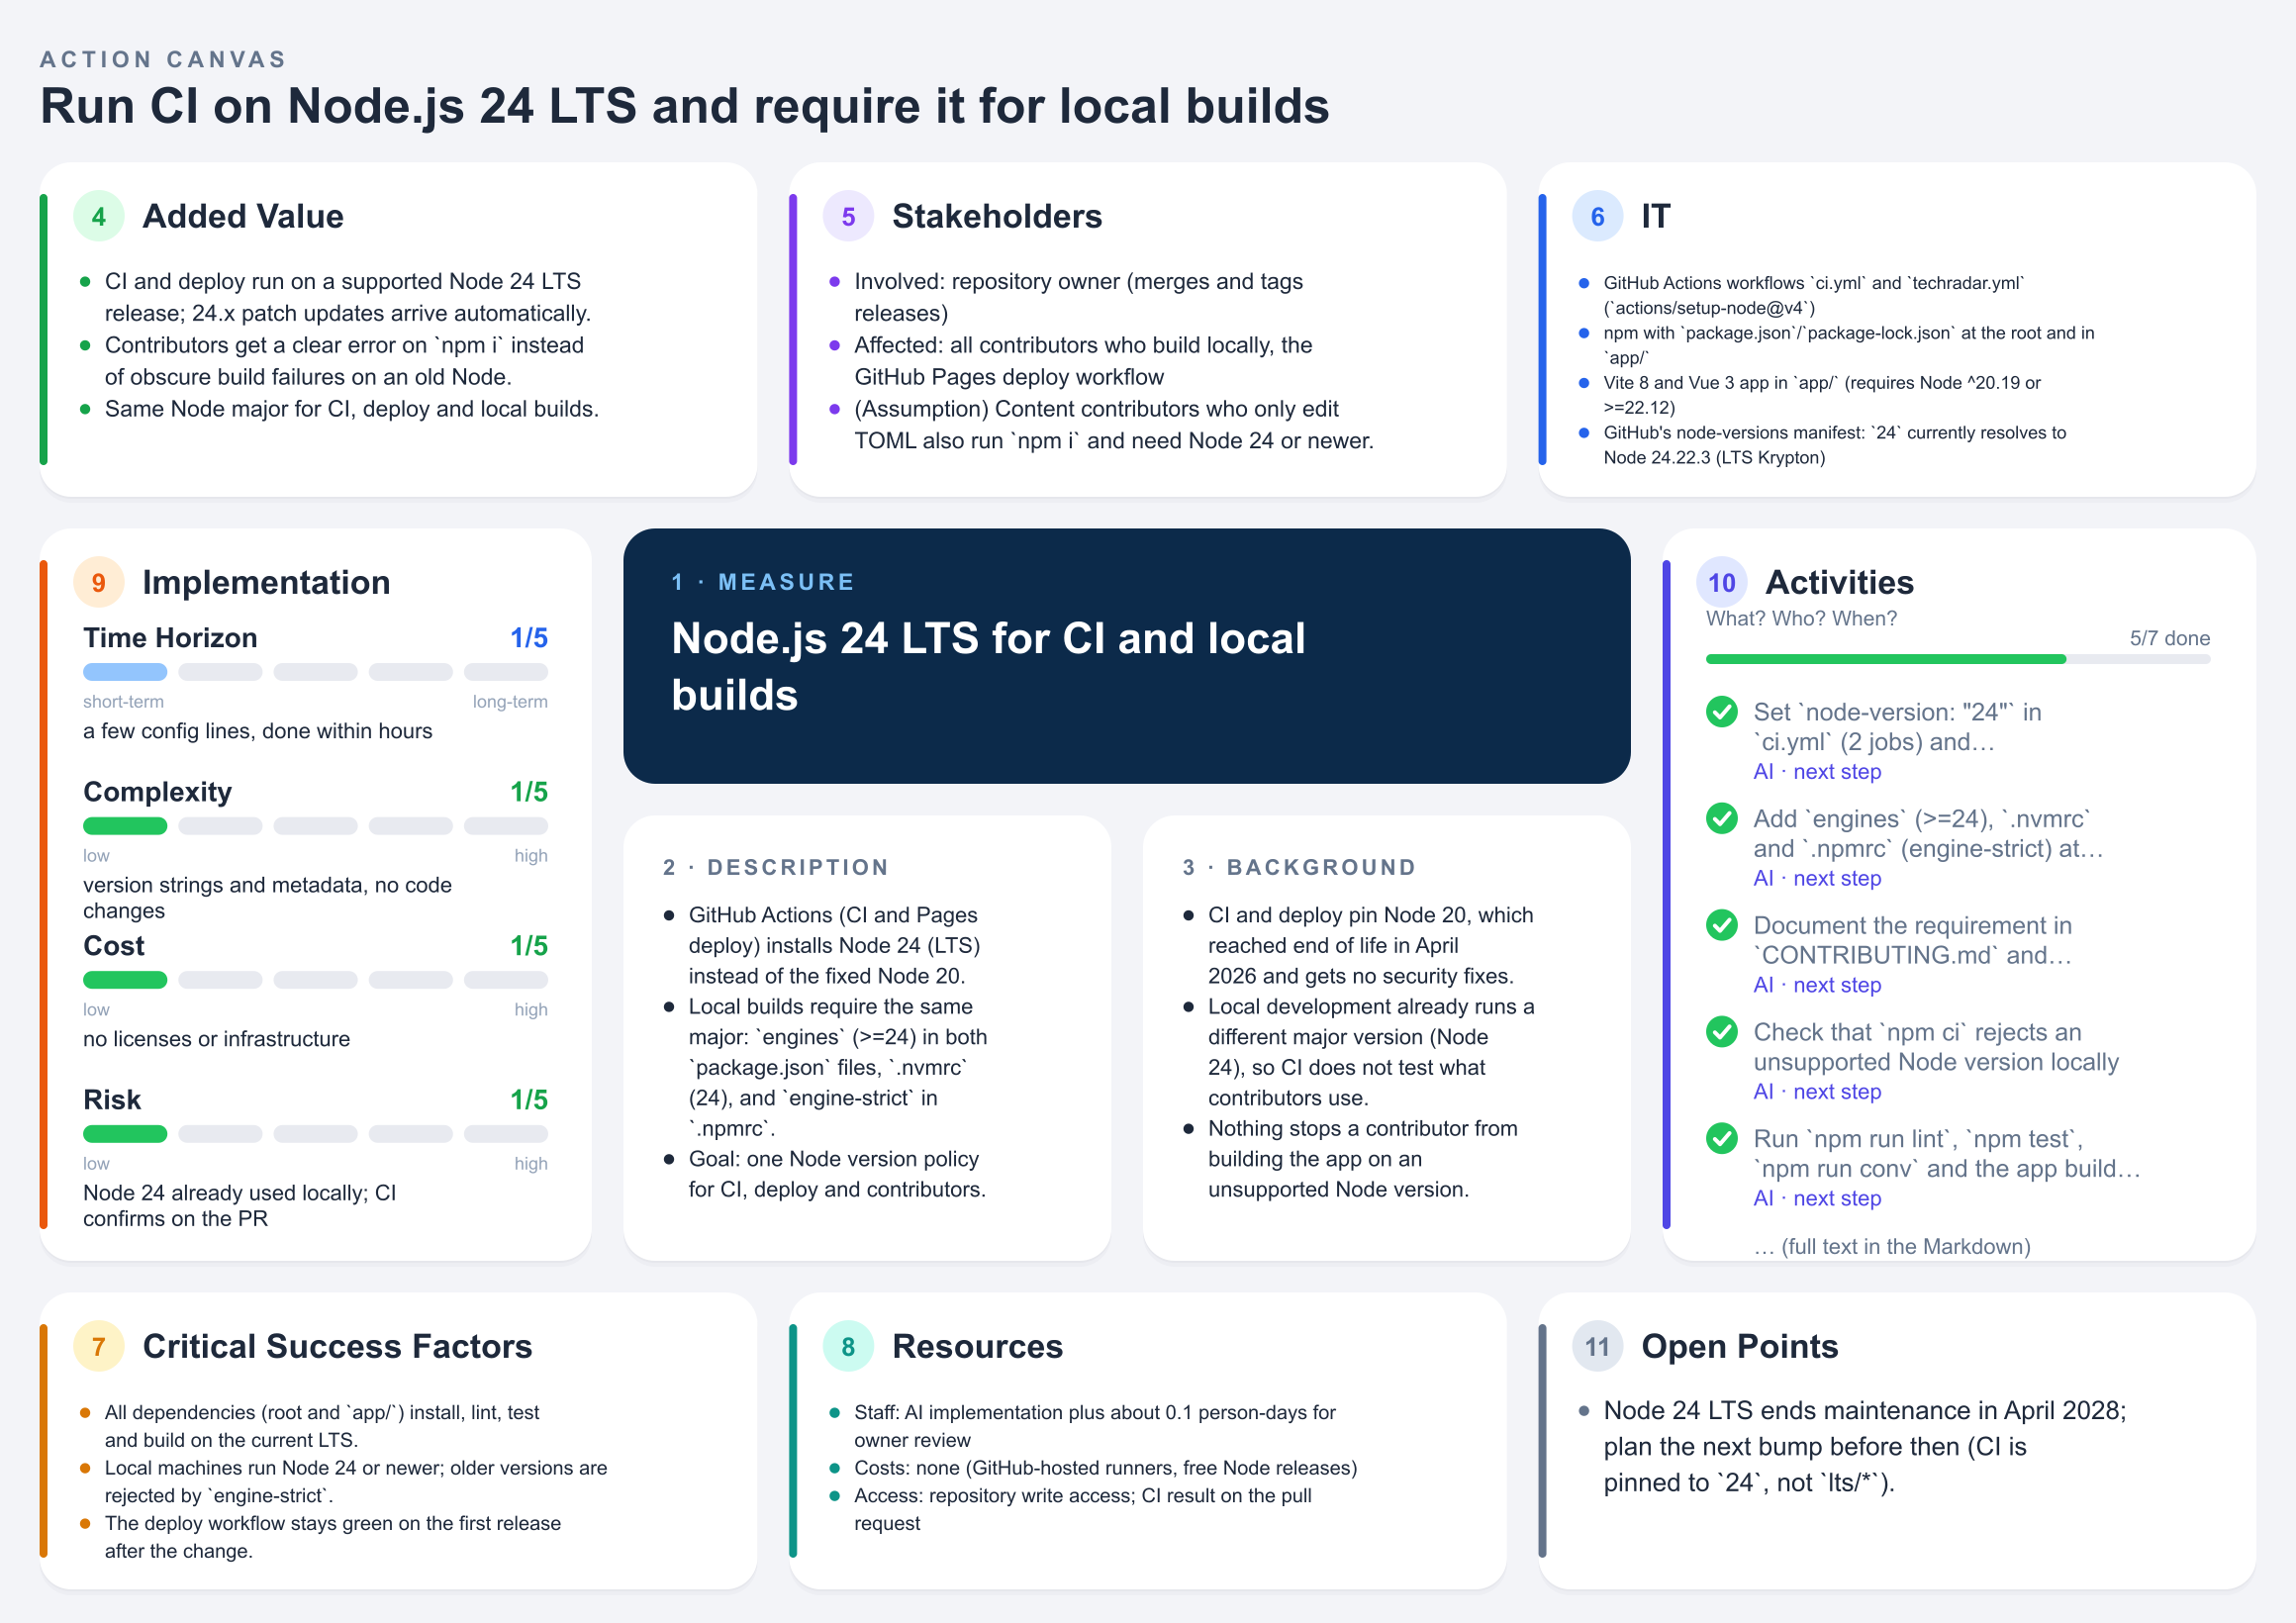 ACTION CANVAS
Run CI on Node.js 24 LTS and require it for local builds
4 Added Value
CI and deploy run on a supported Node 24 LTS
release; 24.x patch updates arrive automatically.
Contributors get a clear error on `npm i` instead
of obscure build failures on an old Node.
Same Node major for CI, deploy and local builds.
5 Stakeholders
Involved: repository owner (merges and tags
releases)
Affected: all contributors who build locally, the
GitHub Pages deploy workflow
(Assumption) Content contributors who only edit
TOML also run `npm i` and need Node 24 or newer.
6 IT
GitHub Actions workflows `ci.yml` and `techradar.yml`
(`actions/setup-node@v4`)
npm with `package.json`/`package-lock.json` at the root and in
`app/`
Vite 8 and Vue 3 app in `app/` (requires Node ^20.19 or
>=22.12)
GitHub's node-versions manifest: `24` currently resolves to
Node 24.22.3 (LTS Krypton)
9 Implementation
Time Horizon 1/5
short-term long-term
a few config lines, done within hours
Complexity 1/5
low high
version strings and metadata, no code
changes
Cost 1/5
low high
no licenses or infrastructure
Risk 1/5
low high
Node 24 already used locally; CI
confirms on the PR
1 · MEASURE
Node.js 24 LTS for CI and local
builds
2 · DESCRIPTION
GitHub Actions (CI and Pages
deploy) installs Node 24 (LTS)
instead of the fixed Node 20.
Local builds require the same
major: `engines` (>=24) in both
`package.json` files, `.nvmrc`
(24), and `engine-strict` in
`.npmrc`.
Goal: one Node version policy
for CI, deploy and contributors.
3 · BACKGROUND
CI and deploy pin Node 20, which
reached end of life in April
2026 and gets no security fixes.
Local development already runs a
different major version (Node
24), so CI does not test what
contributors use.
Nothing stops a contributor from
building the app on an
unsupported Node version.
10 Activities
What? Who? When?
5/7 done
Set `node-version: "24"` in
`ci.yml` (2 jobs) and…
AI · next step
Add `engines` (>=24), `.nvmrc`
and `.npmrc` (engine-strict) at…
AI · next step
Document the requirement in
`CONTRIBUTING.md` and…
AI · next step
Check that `npm ci` rejects an
unsupported Node version locally
AI · next step
Run `npm run lint`, `npm test`,
`npm run conv` and the app build…
AI · next step
… (full text in the Markdown)
7 Critical Success Factors
All dependencies (root and `app/`) install, lint, test
and build on the current LTS.
Local machines run Node 24 or newer; older versions are
rejected by `engine-strict`.
The deploy workflow stays green on the first release
after the change.
8 Resources
Staff: AI implementation plus about 0.1 person-days for
owner review
Costs: none (GitHub-hosted runners, free Node releases)
Access: repository write access; CI result on the pull
request
11 Open Points
Node 24 LTS ends maintenance in April 2028;
plan the next bump before then (CI is
pinned to `24`, not `lts/*`).